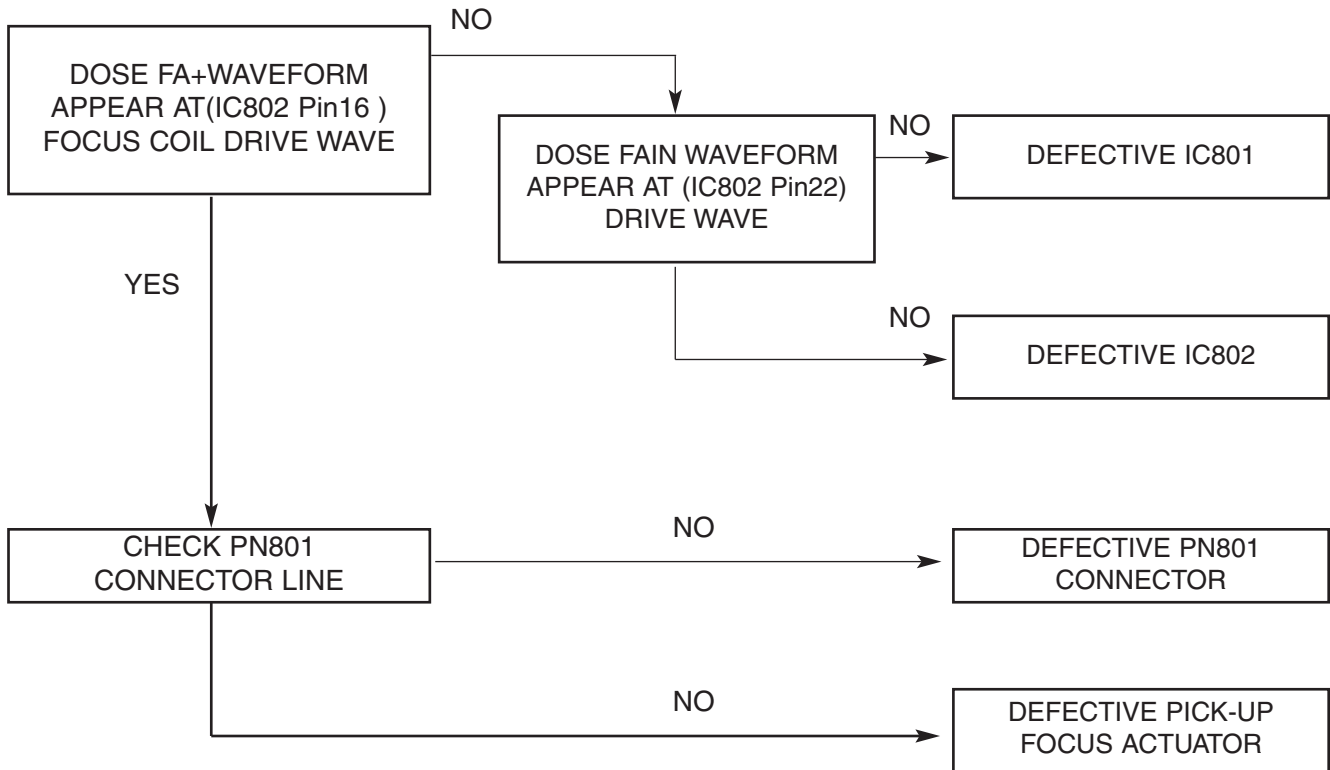 NO
DOSE FA+WAVEFORM
APPEAR AT(IC802 Pin16 )
FOCUS COIL DRIVE WAVE
NO
DOSE FAIN WAVEFORM
APPEAR AT (IC802 Pin22)
DRIVE WAVE
DEFECTIVE IC801
YES
NO
DEFECTIVE IC802
CHECK PN801
CONNECTOR LINE
NO
DEFECTIVE PN801
CONNECTOR
NO
DEFECTIVE PICK-UP
FOCUS ACTUATOR